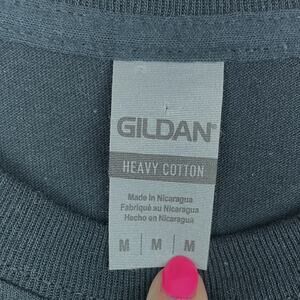 GILDAN®
HEAVY COTTON
Made in Nicaragua
Fabriqué au Nicaragua
Hecho en Nicaragua
M M M